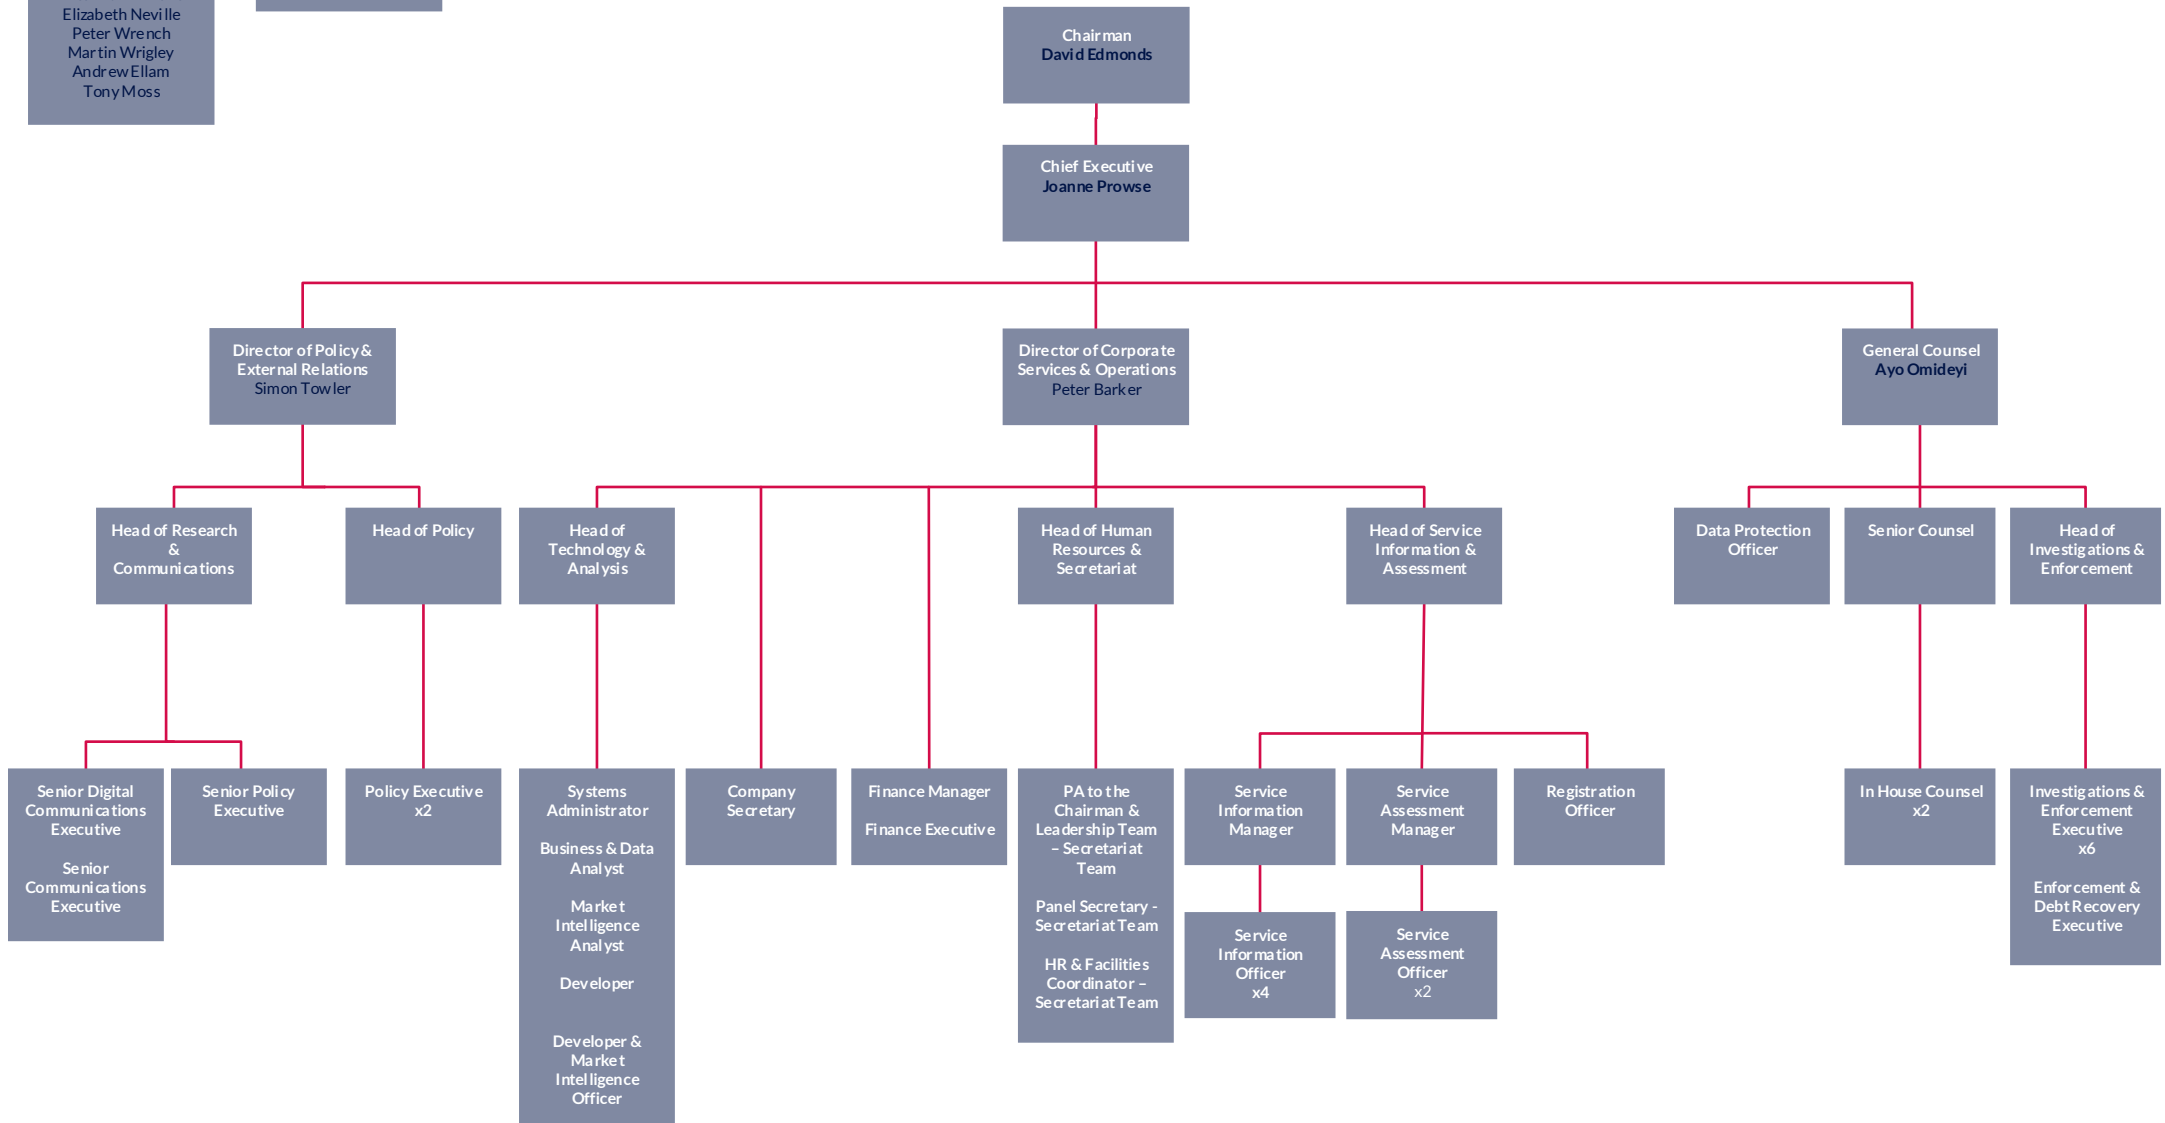 Elizabeth Neville
Peter Wrench
Martin Wrigley
Andrew Ellam
Tony Moss
Chairman
David Edmonds
Chief Executive
Joanne Prowse
Director of Policy &
External Relations
Simon Towler
Director of Corporate
Services & Operations
Peter Barker
General Counsel
Ayo Omideyi
Head of Research
&
Communications
Head of Policy
Head of
Technology &
Analysis
Head of Human
Resources &
Secretariat
Head of Service
Information &
Assessment
Data Protection
Officer
Senior Counsel
Head of
Investigations &
Enforcement
Senior Digital
Communications
Executive
Senior
Communications
Executive
Senior Policy
Executive
Policy Executive
x2
Systems
Administrator
Business & Data
Analyst
Market
Intelligence
Analyst
Developer
Developer &
Market
Intelligence
Officer
Company
Secretary
Finance Manager
Finance Executive
PA to the
Chairman &
Leadership Team
– Secretariat
Team
Panel Secretary -
Secretariat Team
HR & Facilities
Coordinator –
Secretariat Team
Service
Information
Manager
Service
Information
Officer
x4
Service
Assessment
Manager
Service
Assessment
Officer
x2
Registration
Officer
In House Counsel
x2
Investigations &
Enforcement
Executive
x6
Enforcement &
Debt Recovery
Executive